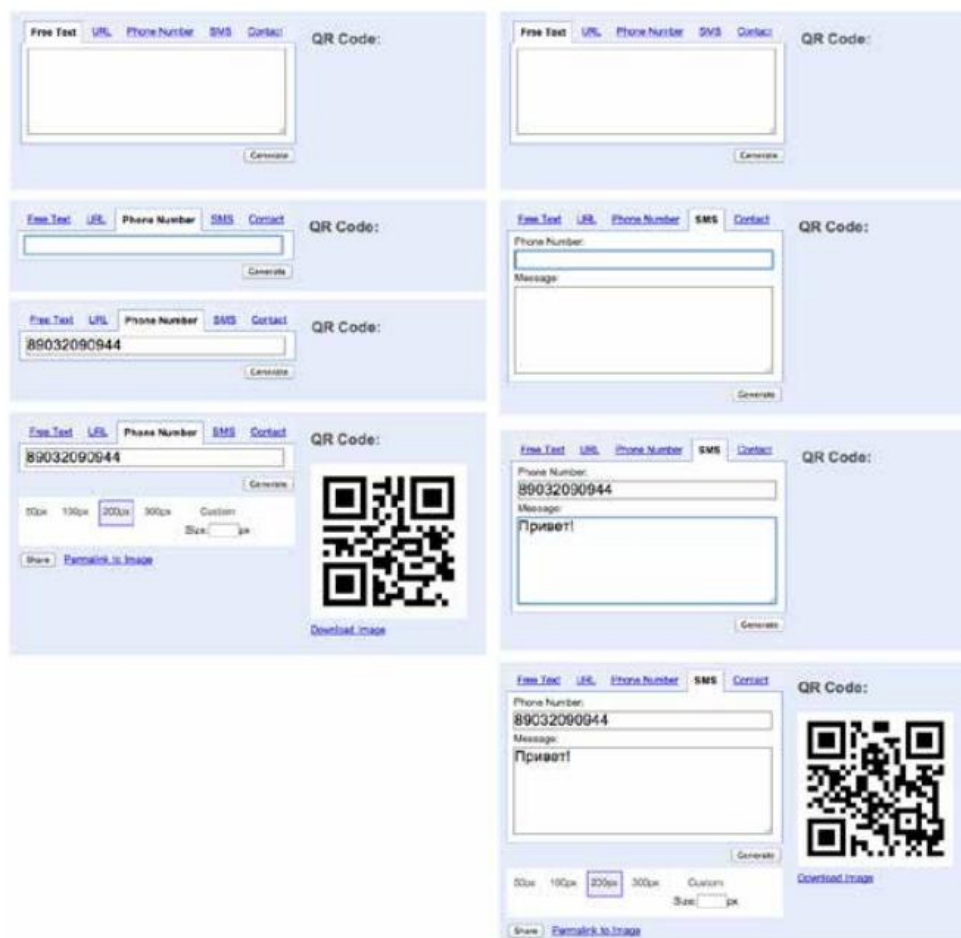 Free Text URL Phone Number SMS Contact
QR Code:
Generate
Free Text URL Phone Number SMS Contact
QR Code:
Generate
Free Text URL Phone Number SMS Contact
89032090944
QR Code:
Generate
Free Text URL Phone Number SMS Contact
89032090944
QR Code:
Generate
50px 100px 200px 300px Custom
Size: px
Share Permalink to Image
Download Image
Free Text URL Phone Number SMS Contact
QR Code:
Generate
Free Text URL Phone Number SMS Contact
QR Code:
Phone Number:
Message:
Generate
Free Text URL Phone Number SMS Contact
QR Code:
Phone Number:
89032090944
Message:
Привет!
Generate
Free Text URL Phone Number SMS Contact
QR Code:
Phone Number:
89032090944
Message:
Привет!
Generate
50px 100px 200px 300px Custom
Size: px
Share Permalink to Image
Download Image